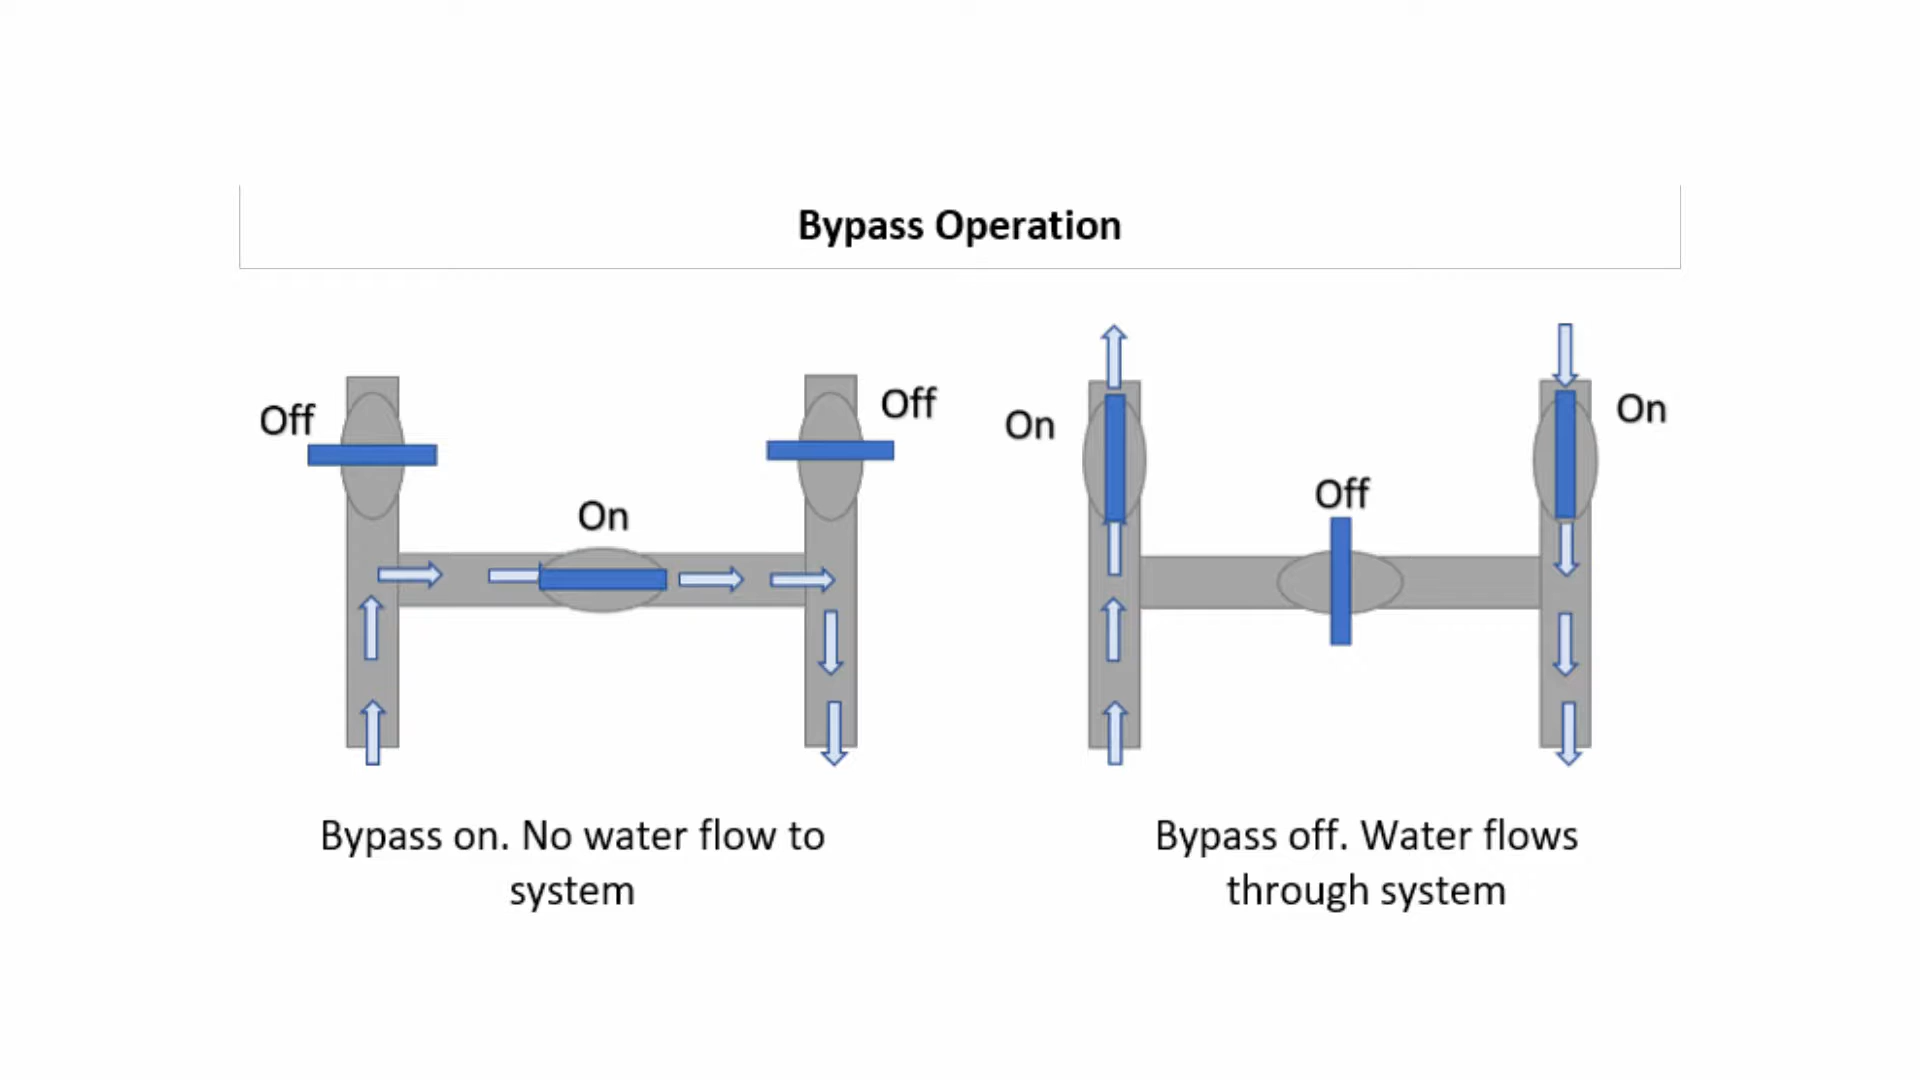 Bypass Operation
Off
Off
On
On
On
Off
Bypass on. No water flow to
system
Bypass off. Water flows
through system